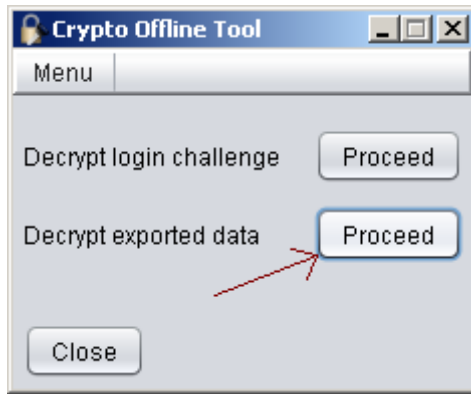 Crypto Offline Tool
Menu
Decrypt login challenge Proceed
Decrypt exported data Proceed
Close